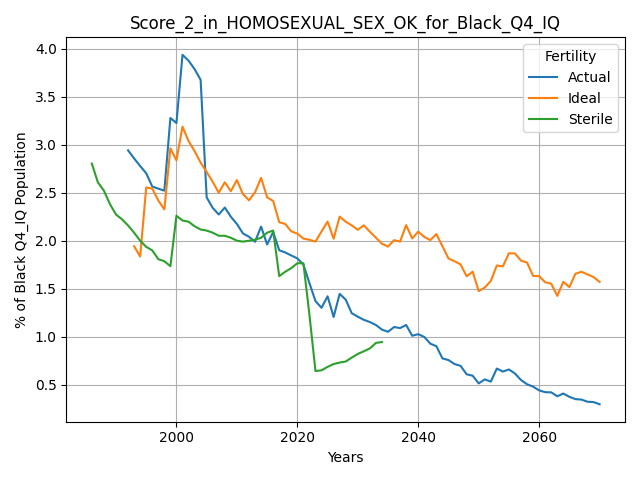 Score_2_in_HOMOSEXUAL_SEX_OK_for_Black_Q4_IQ
Fertility
Actual
Ideal
Sterile
% of Black Q4_IQ Population
4.0
3.5
3.0
2.5
2.0
1.5
1.0
0.5
2000 2020 2040 2060
Years